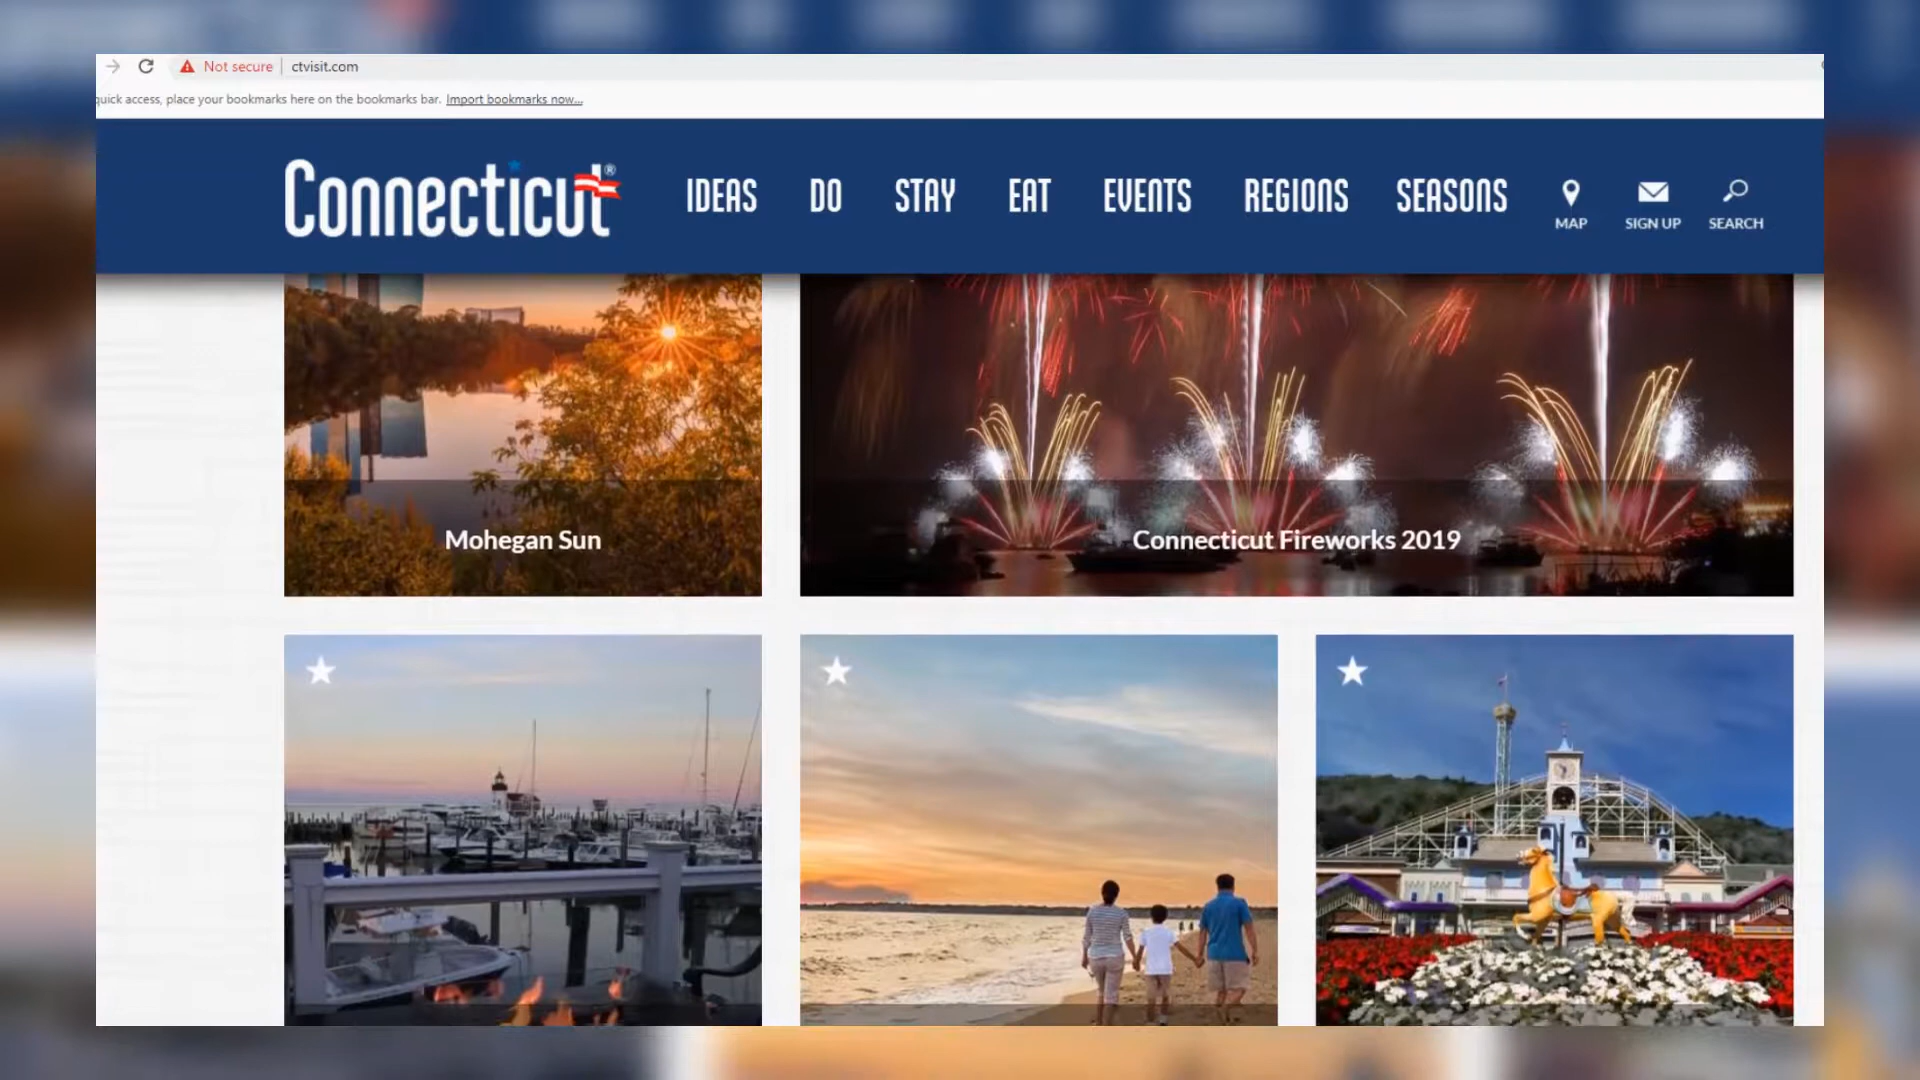 Not secure ctvisit.com
quick access, place your bookmarks here on the bookmarks bar. Import bookmarks now...
Connecticut®
IDEAS DO STAY EAT EVENTS REGIONS SEASONS
MAP SIGN UP SEARCH
Mohegan Sun
Connecticut Fireworks 2019